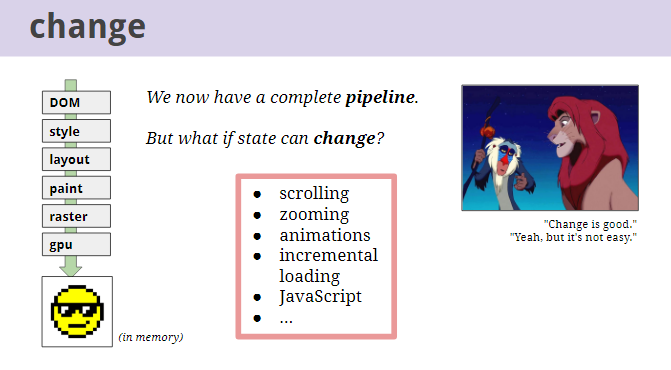 change
DOM
style
layout
paint
raster
gpu
(in memory)
We now have a complete pipeline.
But what if state can change?
● scrolling
● zooming
● animations
● incremental
loading
● JavaScript
● ...
"Change is good."
"Yeah, but it's not easy."